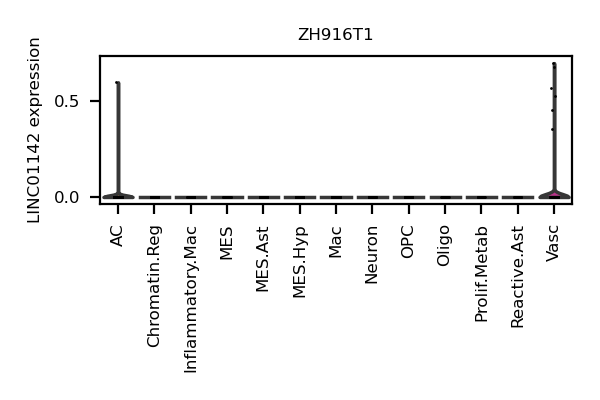 ZH916T1
LINC01142 expression
0.5
0.0
AC
Chromatin.Reg
Inflammatory.Mac
MES
MES.Ast
MES.Hyp
Mac
Neuron
OPC
Oligo
Prolif.Metab
Reactive.Ast
Vasc